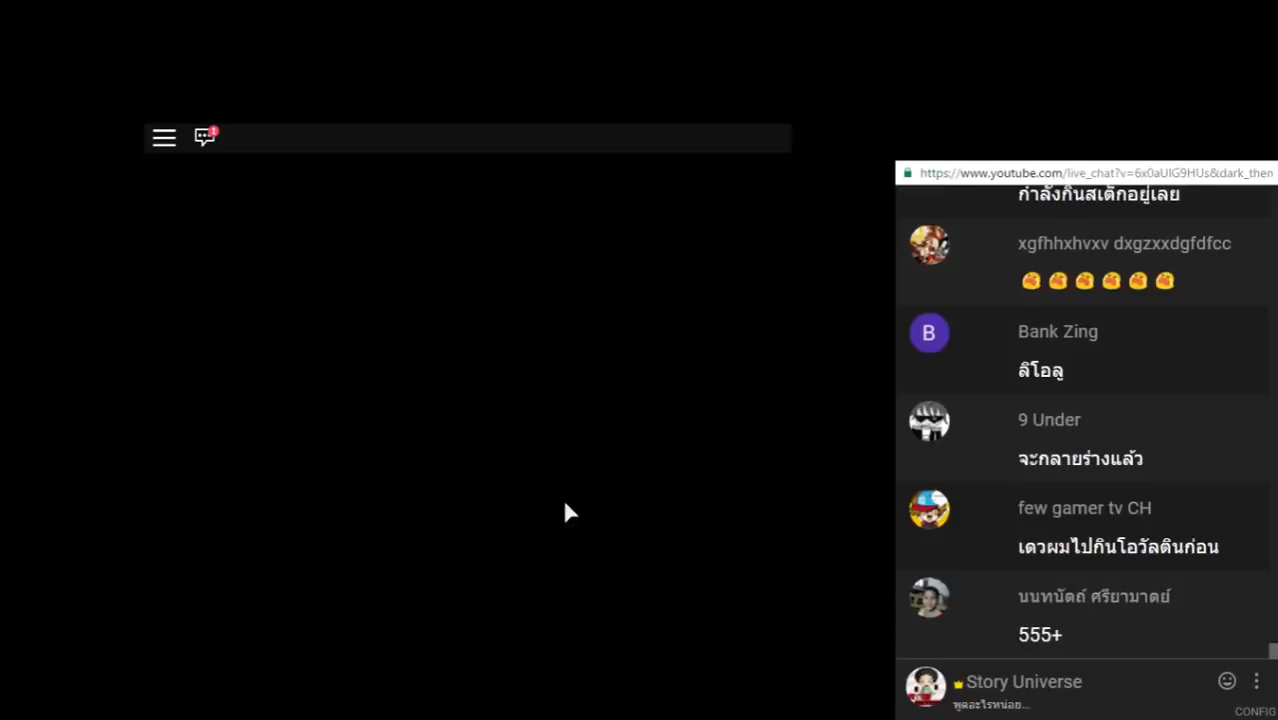 1
https://www.youtube.com/live_chat?v=6x0aUIG9HUs&dark_them
กำลังกินสเต็กอยู่เลย
xgfhhxhvxv dxgzxxdgfdfcc
B
Bank Zing
ลิโอลู
9 Under
จะกลายร่างแล้ว
few gamer tv CH
เดวผมไปกินโอวัลตินก่อน
นนทนัตถ์ ศรียามาตย์
555+
Story Universe
พูดอะไรหน่อย...
CONFIG